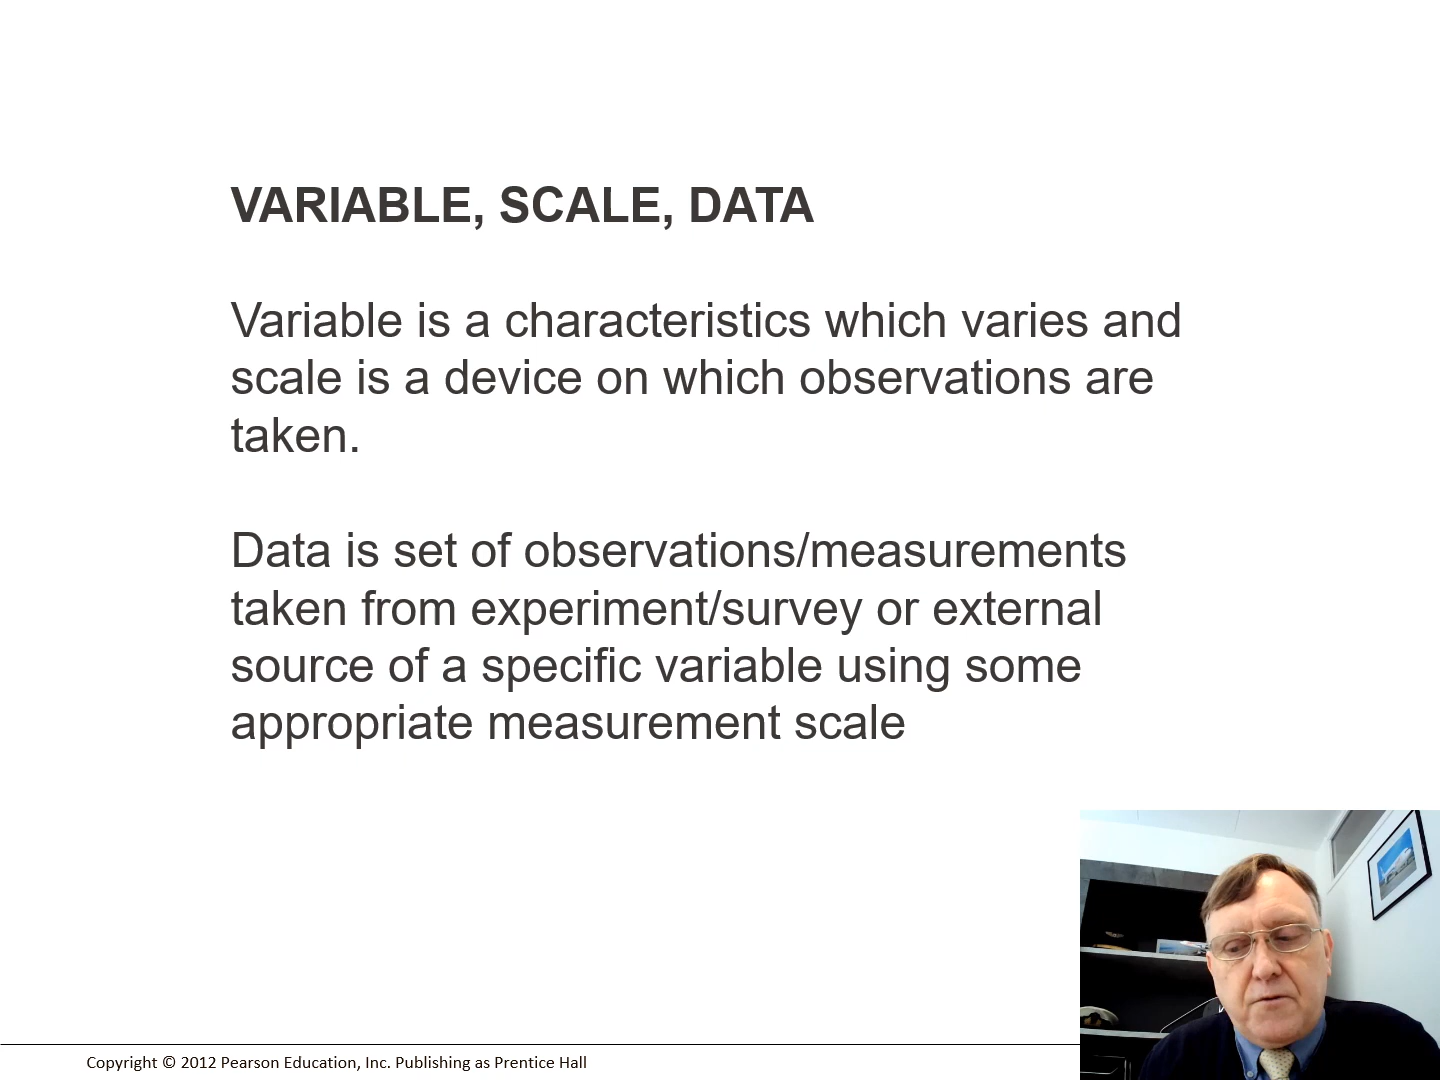 VARIABLE, SCALE, DATA
Variable is a characteristics which varies and
scale is a device on which observations are
taken.
Data is set of observations/measurements
taken from experiment/survey or external
source of a specific variable using some
appropriate measurement scale
Copyright © 2012 Pearson Education, Inc. Publishing as Prentice Hall